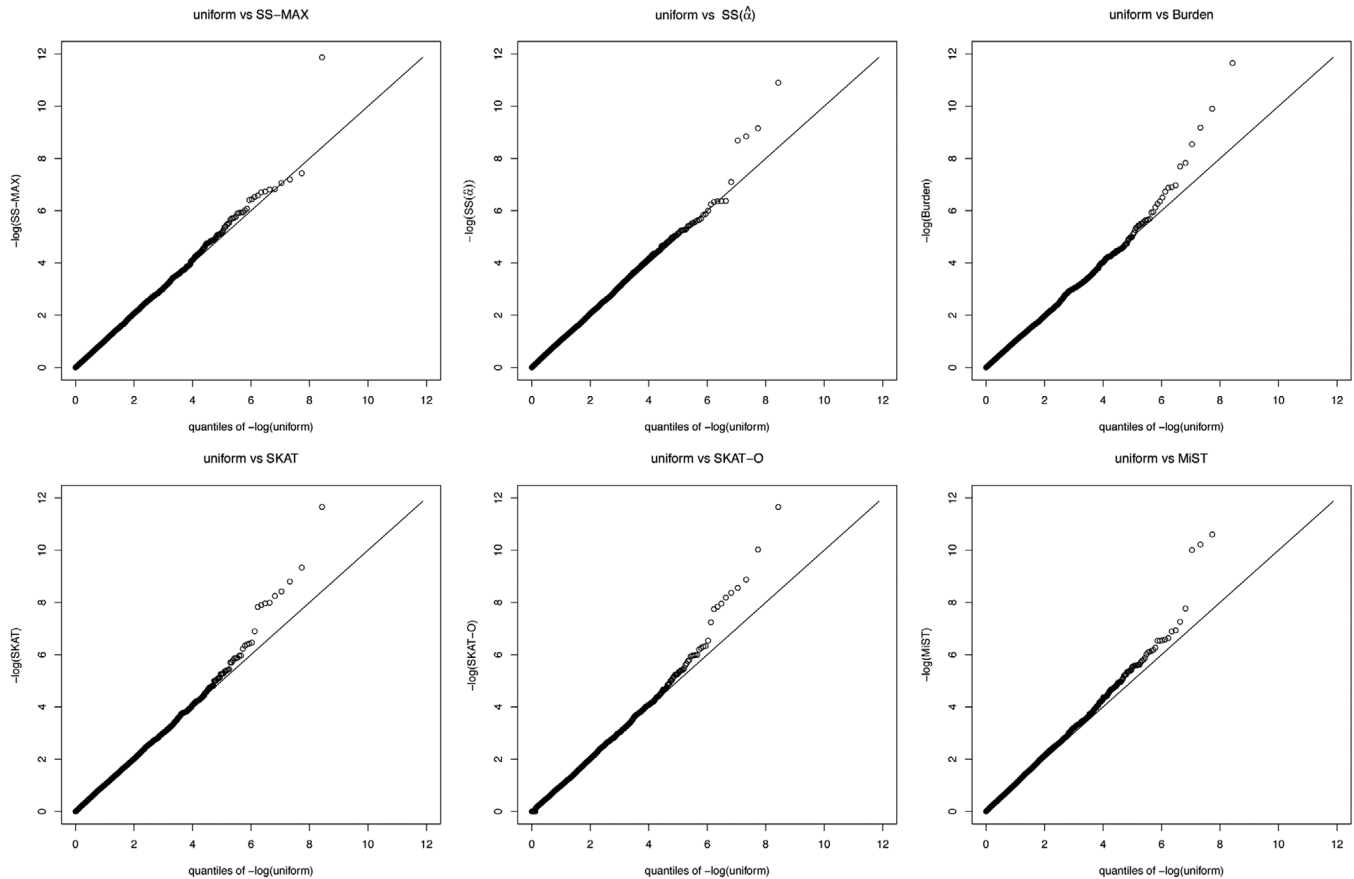 uniform vs SS−MAX
−log(SS−MAX)
0 2 4 6 8 10 12
0 2 4 6 8 10 12
quantiles of −log(uniform)
uniform vs SS(α̂)
−log(SS(α̂))
0 2 4 6 8 10 12
0 2 4 6 8 10 12
quantiles of −log(uniform)
uniform vs Burden
−log(Burden)
0 2 4 6 8 10 12
0 2 4 6 8 10 12
quantiles of −log(uniform)
uniform vs SKAT
−log(SKAT)
0 2 4 6 8 10 12
0 2 4 6 8 10 12
quantiles of −log(uniform)
uniform vs SKAT−O
−log(SKAT−O)
0 2 4 6 8 10 12
0 2 4 6 8 10 12
quantiles of −log(uniform)
uniform vs MiST
−log(MiST)
0 2 4 6 8 10 12
0 2 4 6 8 10 12
quantiles of −log(uniform)